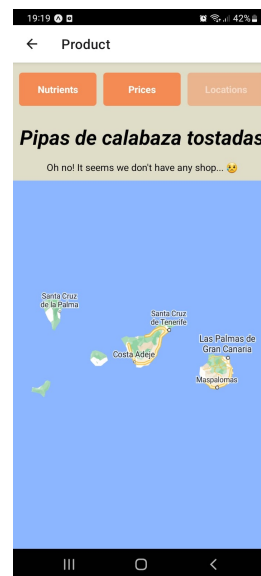 19:19 42%
Product
Nutrients Prices Locations
Pipas de calabaza tostadas
Oh no! It seems we don't have any shop... 😿
Santa Cruz
de la Palma
Santa Cruz
de Tenerife
Costa Adeje
Las Palmas de
Gran Canaria
Maspalomas